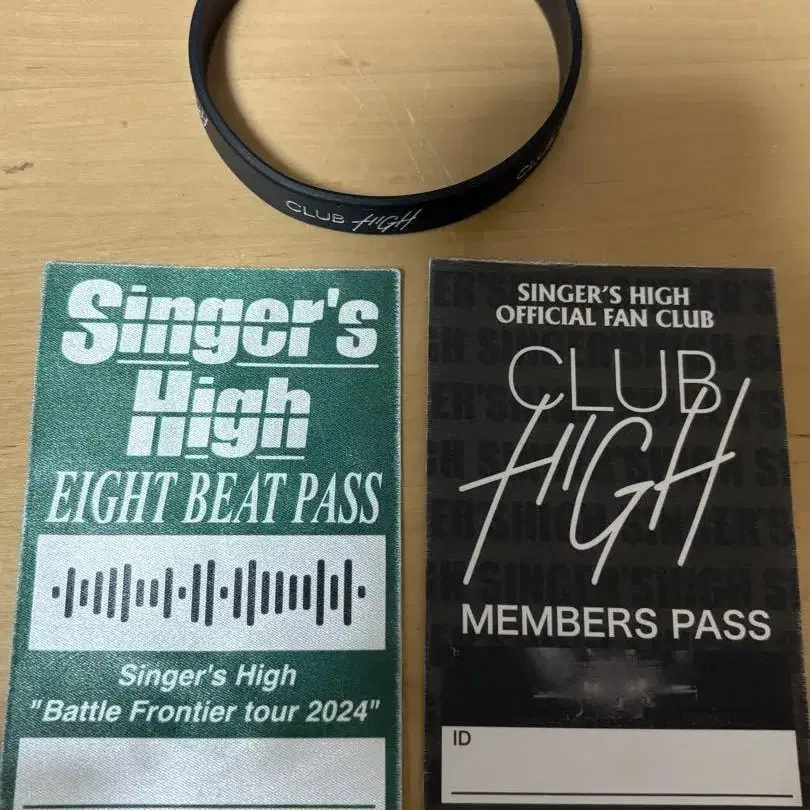 CLUB HIGH
Singer's
High
EIGHT BEAT PASS
Singer's High
"Battle Frontier tour 2024"
SINGER'S HIGH
OFFICIAL FAN CLUB
CLUB
HIGH
MEMBERS PASS
ID